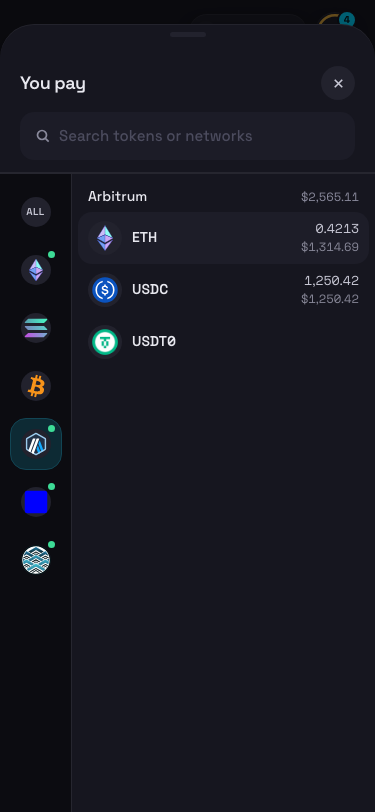 4
You pay
Search tokens or networks
ALL
Arbitrum $2,565.11
ETH 0.4213
$1,314.69
USDC 1,250.42
$1,250.42
USDT0